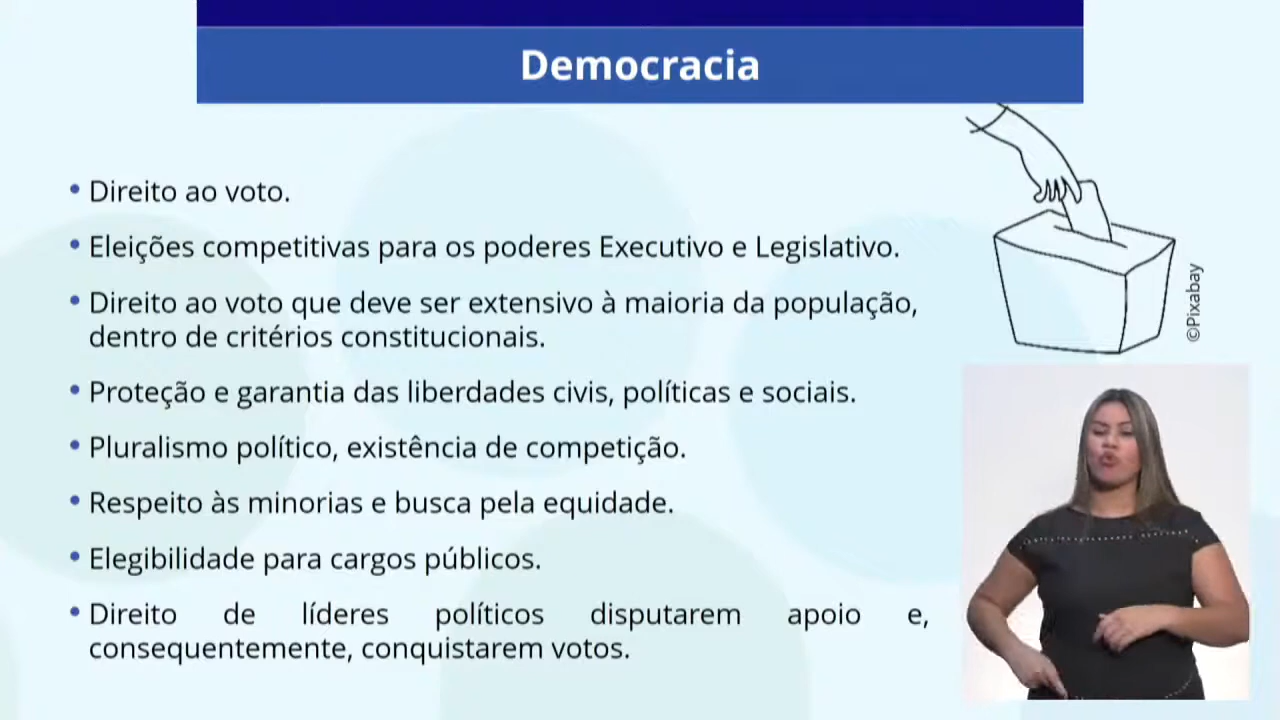 Democracia
• Direito ao voto.
• Eleições competitivas para os poderes Executivo e Legislativo.
• Direito ao voto que deve ser extensivo à maioria da população,
dentro de critérios constitucionais.
• Proteção e garantia das liberdades civis, políticas e sociais.
• Pluralismo político, existência de competição.
• Respeito às minorias e busca pela equidade.
• Elegibilidade para cargos públicos.
• Direito de líderes políticos disputarem apoio e,
consequentemente, conquistarem votos.
©Pixabay